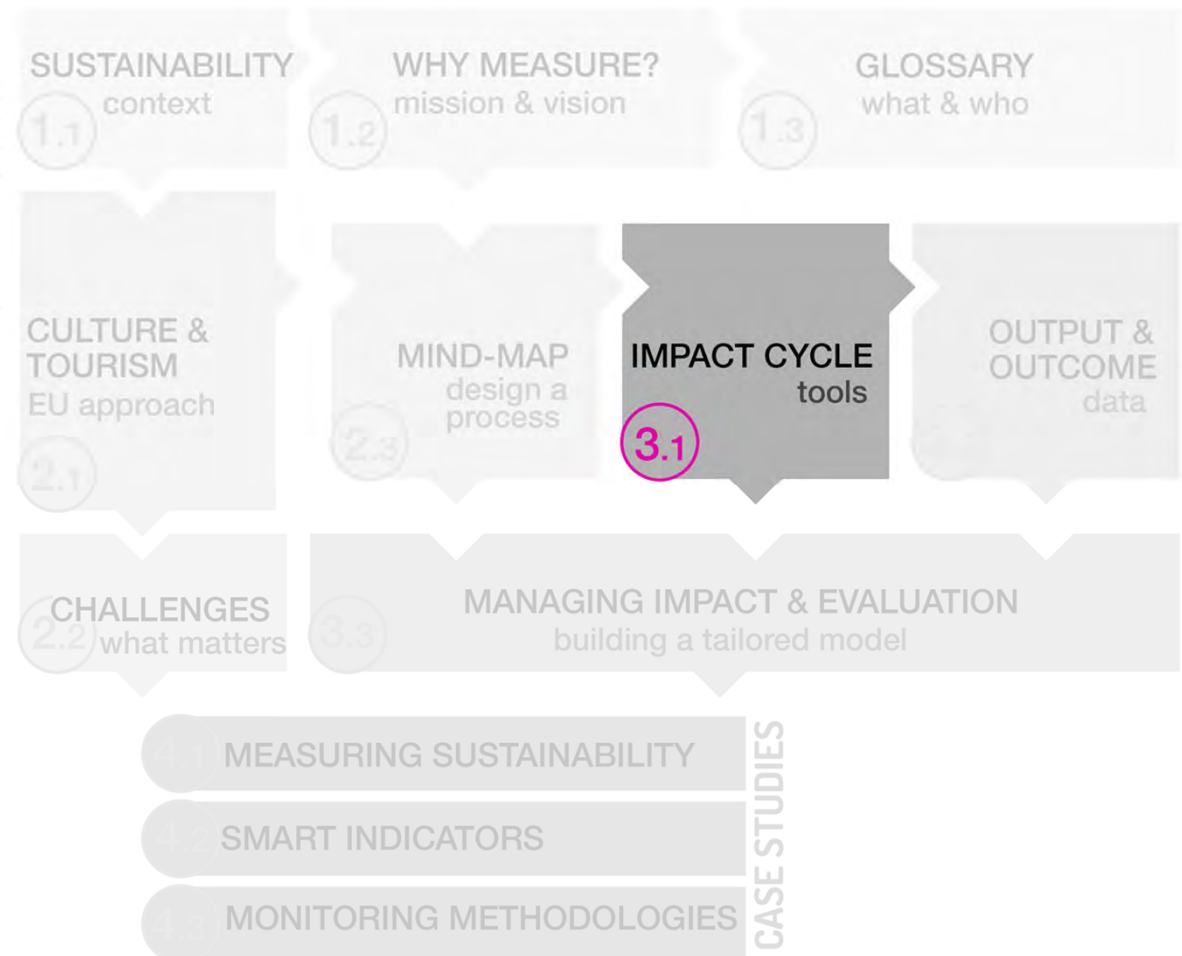 SUSTAINABILITY
context
1.1
WHY MEASURE?
mission & vision
1.2
GLOSSARY
what & who
1.3
CULTURE &
TOURISM
EU approach
2.1
MIND-MAP
design a
process
2.3
IMPACT CYCLE
tools
3.1
OUTPUT &
OUTCOME
data
CHALLENGES
2.2 what matters
MANAGING IMPACT & EVALUATION
building a tailored model
3.3
4.1 MEASURING SUSTAINABILITY
4.2 SMART INDICATORS
4.3 MONITORING METHODOLOGIES
CASE STUDIES